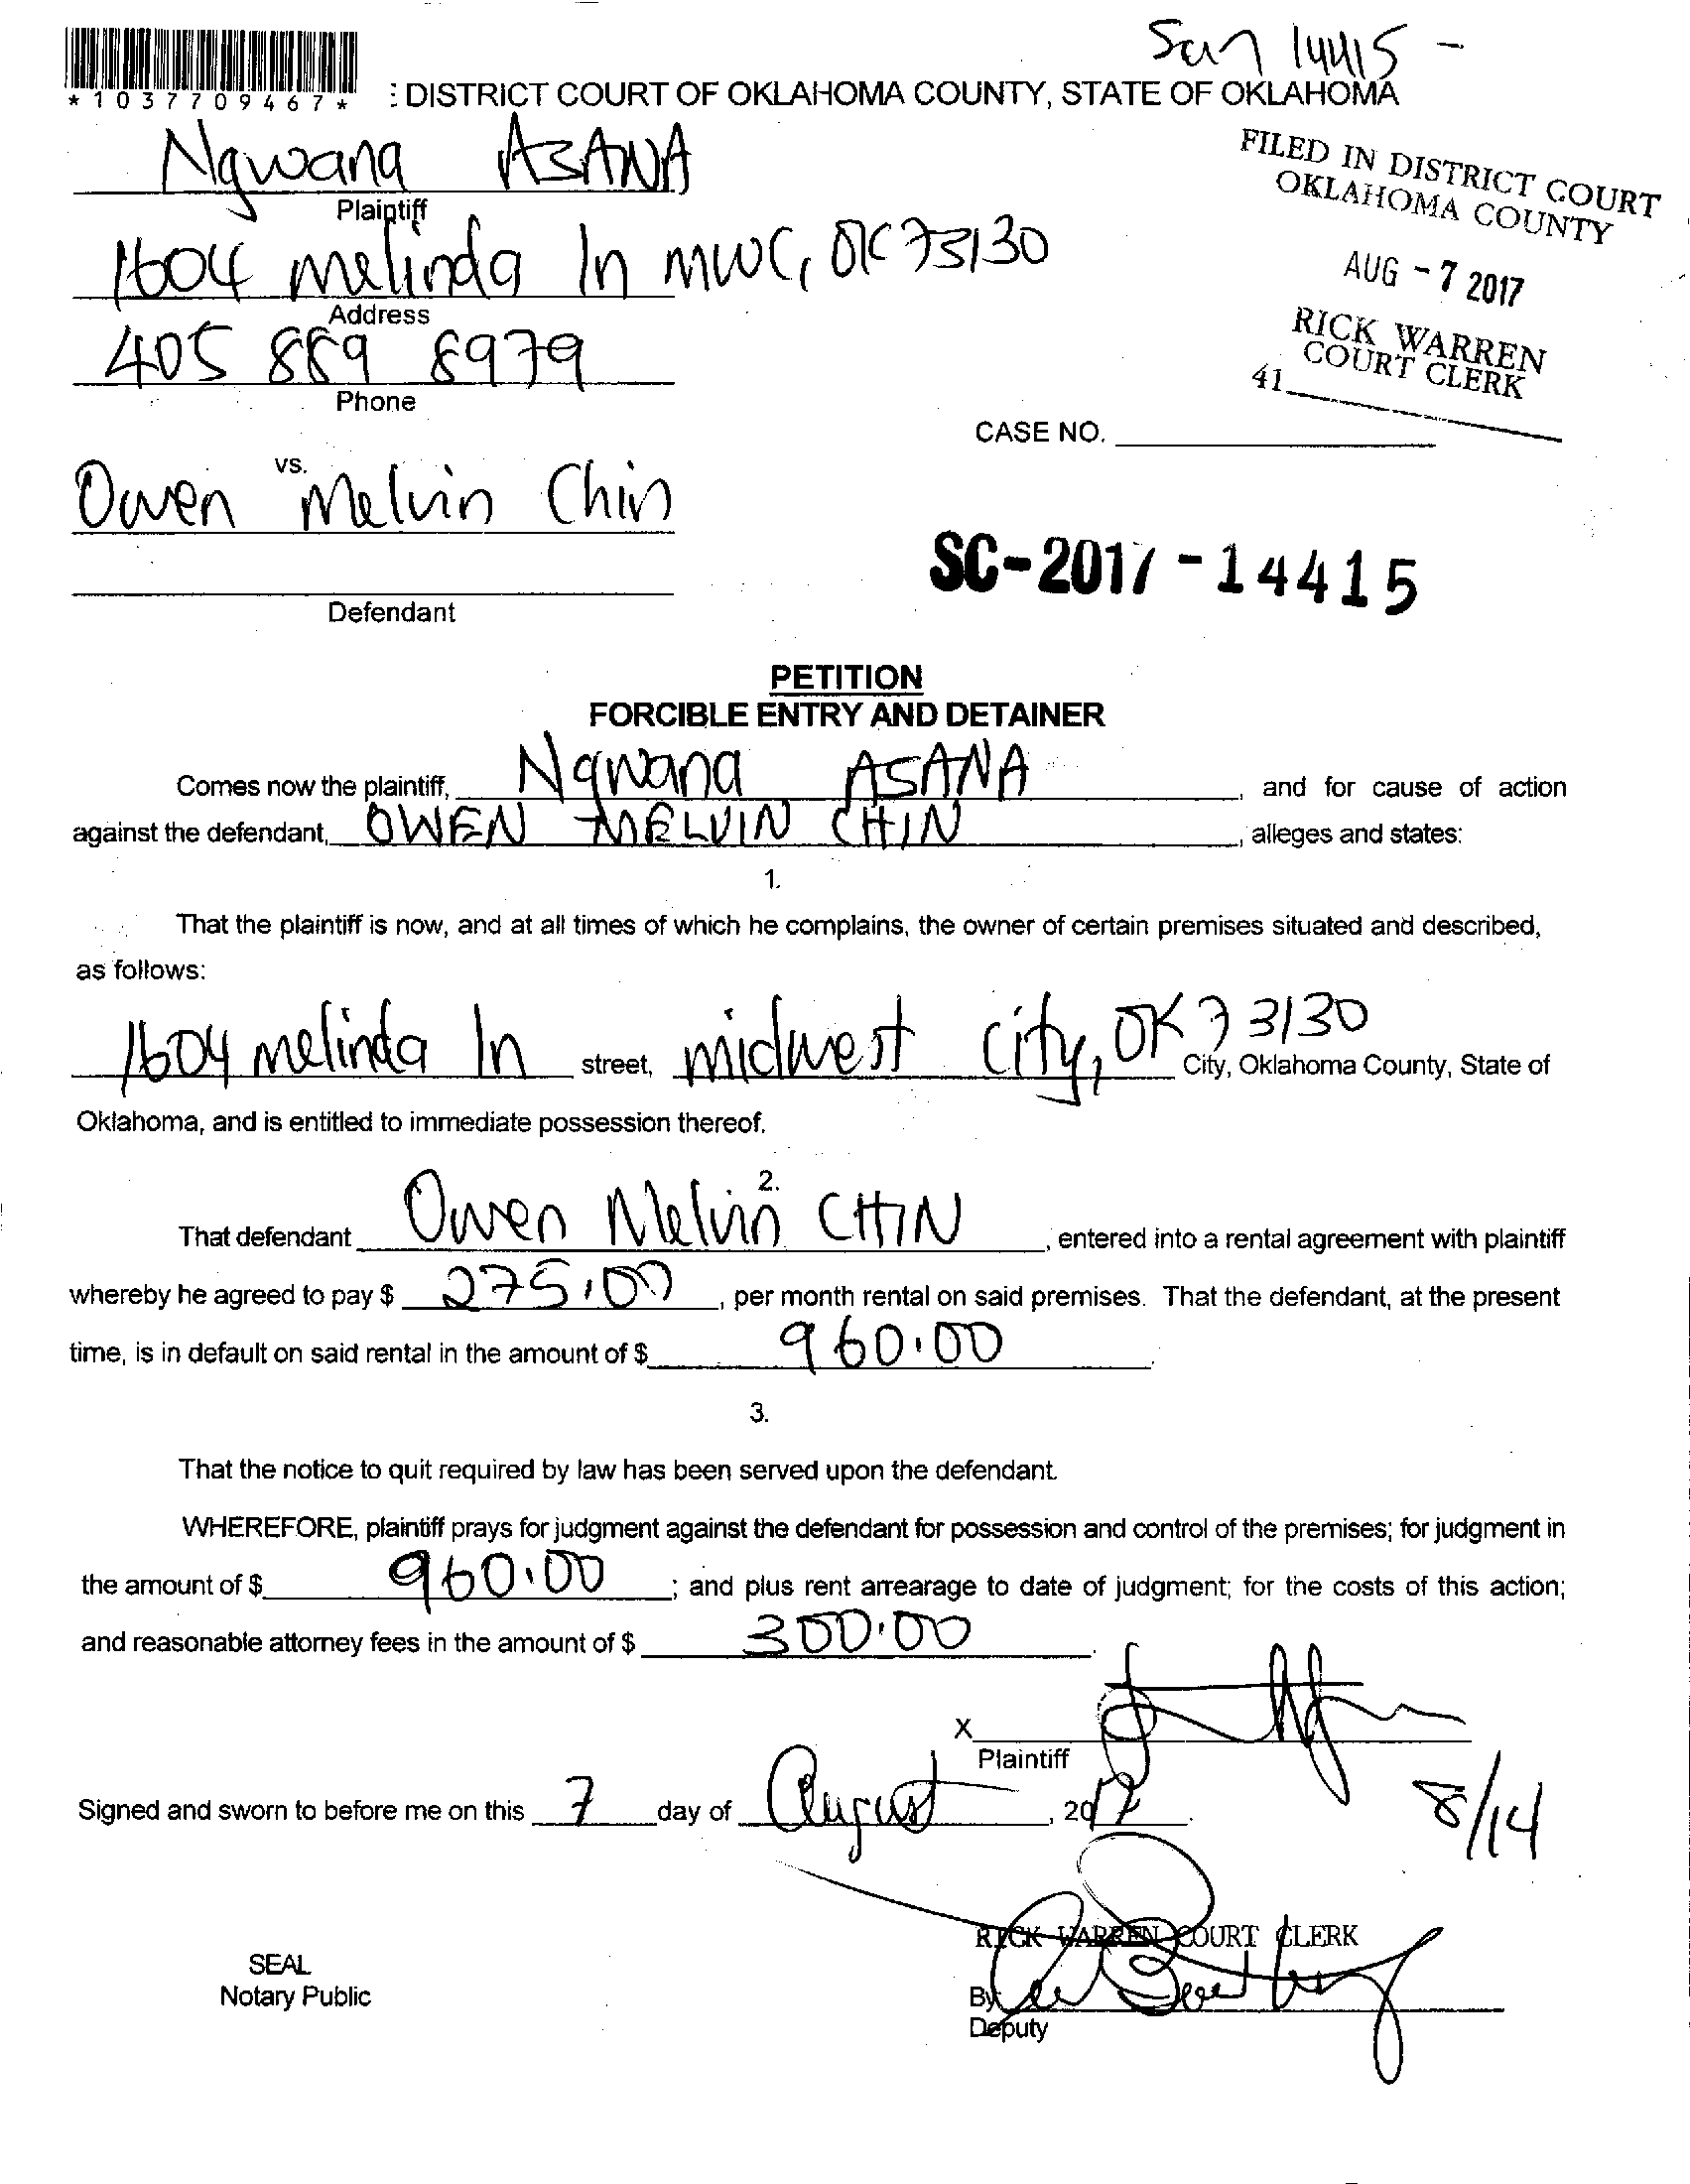 SC17 14415 -
*1037709467*
: DISTRICT COURT OF OKLAHOMA COUNTY, STATE OF OKLAHOMA
Ngwana ASANA
Plaintiff
1604 melinda ln mwc, OK 73130
Address
405 889 8979
Phone
FILED IN DISTRICT COURT
OKLAHOMA COUNTY
AUG - 7 2017
RICK WARREN
COURT CLERK
41
CASE NO.
vs.
Owen Melvin Chin
Defendant
SC-2017-14415
PETITION
FORCIBLE ENTRY AND DETAINER
Comes now the plaintiff, Ngwana ASANA, and for cause of action
against the defendant, OWEN MELVIN CHIN, alleges and states:
1.
That the plaintiff is now, and at all times of which he complains, the owner of certain premises situated and described,
as follows:
1604 melinda ln street, midwest city, OK 73130 City, Oklahoma County, State of
Oklahoma, and is entitled to immediate possession thereof.
2.
That defendant Owen Melvin CHIN, entered into a rental agreement with plaintiff
whereby he agreed to pay $ 275.00, per month rental on said premises. That the defendant, at the present
time, is in default on said rental in the amount of $ 960.00.
3.
That the notice to quit required by law has been served upon the defendant.
WHEREFORE, plaintiff prays for judgment against the defendant for possession and control of the premises; for judgment in
the amount of $ 960.00; and plus rent arrearage to date of judgment; for the costs of this action;
and reasonable attorney fees in the amount of $ 300.00.
X
Plaintiff
Signed and sworn to before me on this 7 day of August, 2017.
8/14
RICK WARREN COURT CLERK
SEAL
Notary Public
By
Deputy